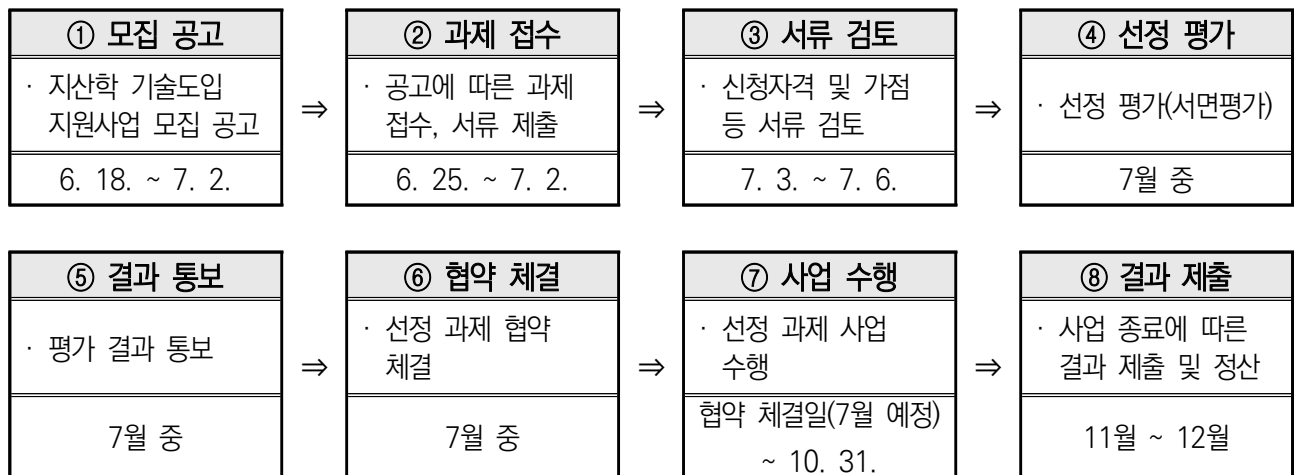 ① 모집 공고
· 지산학 기술도입
지원사업 모집 공고
6. 18. ~ 7. 2.
⇒
② 과제 접수
· 공고에 따른 과제
접수, 서류 제출
6. 25. ~ 7. 2.
⇒
③ 서류 검토
· 신청자격 및 가점
등 서류 검토
7. 3. ~ 7. 6.
⇒
④ 선정 평가
· 선정 평가(서면평가)
7월 중
⑤ 결과 통보
· 평가 결과 통보
7월 중
⇒
⑥ 협약 체결
· 선정 과제 협약
체결
7월 중
⇒
⑦ 사업 수행
· 선정 과제 사업
수행
협약 체결일(7월 예정)
~ 10. 31.
⇒
⑧ 결과 제출
· 사업 종료에 따른
결과 제출 및 정산
11월 ~ 12월